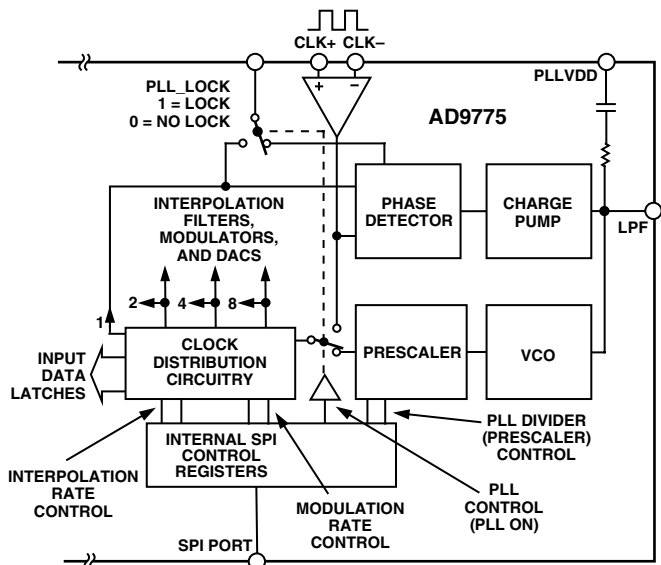 CLK+ CLK–
PLLVDD
PLL_LOCK
1 = LOCK
0 = NO LOCK
+ –
AD9775
INTERPOLATION
FILTERS,
MODULATORS,
AND DACS
PHASE
DETECTOR
CHARGE
PUMP
LPF
2
4
8
1
CLOCK
DISTRIBUTION
CIRCUITRY
PRESCALER
VCO
INPUT
DATA
LATCHES
INTERNAL SPI
CONTROL
REGISTERS
PLL DIVIDER
(PRESCALER)
CONTROL
INTERPOLATION
RATE
CONTROL
MODULATION
RATE
CONTROL
PLL
CONTROL
(PLL ON)
SPI PORT